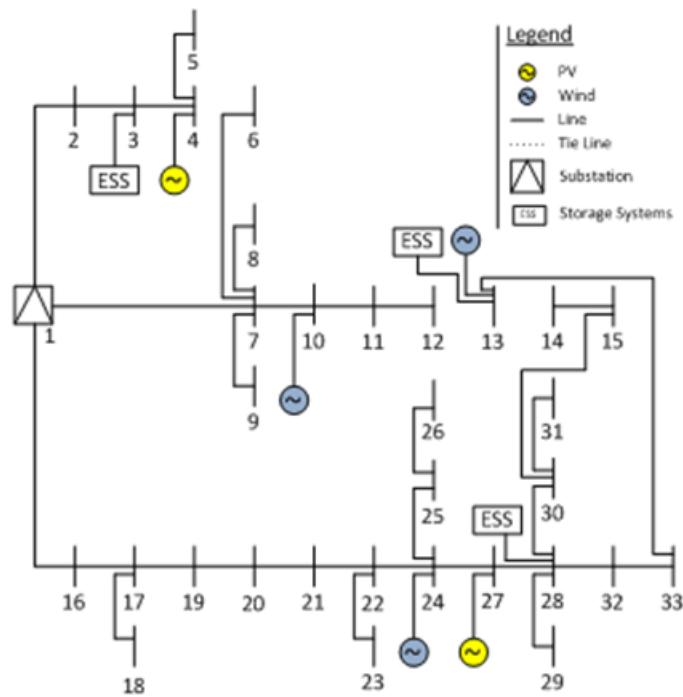 Legend
PV
Wind
Line
Tie Line
Substation
ESS Storage Systems
5
2 3 4 6
ESS
8
ESS
1 7 10 11 12 13 14 15
9
26 31
25 ESS 30
16 17 19 20 21 22 24 27 28 32 33
18 23 29